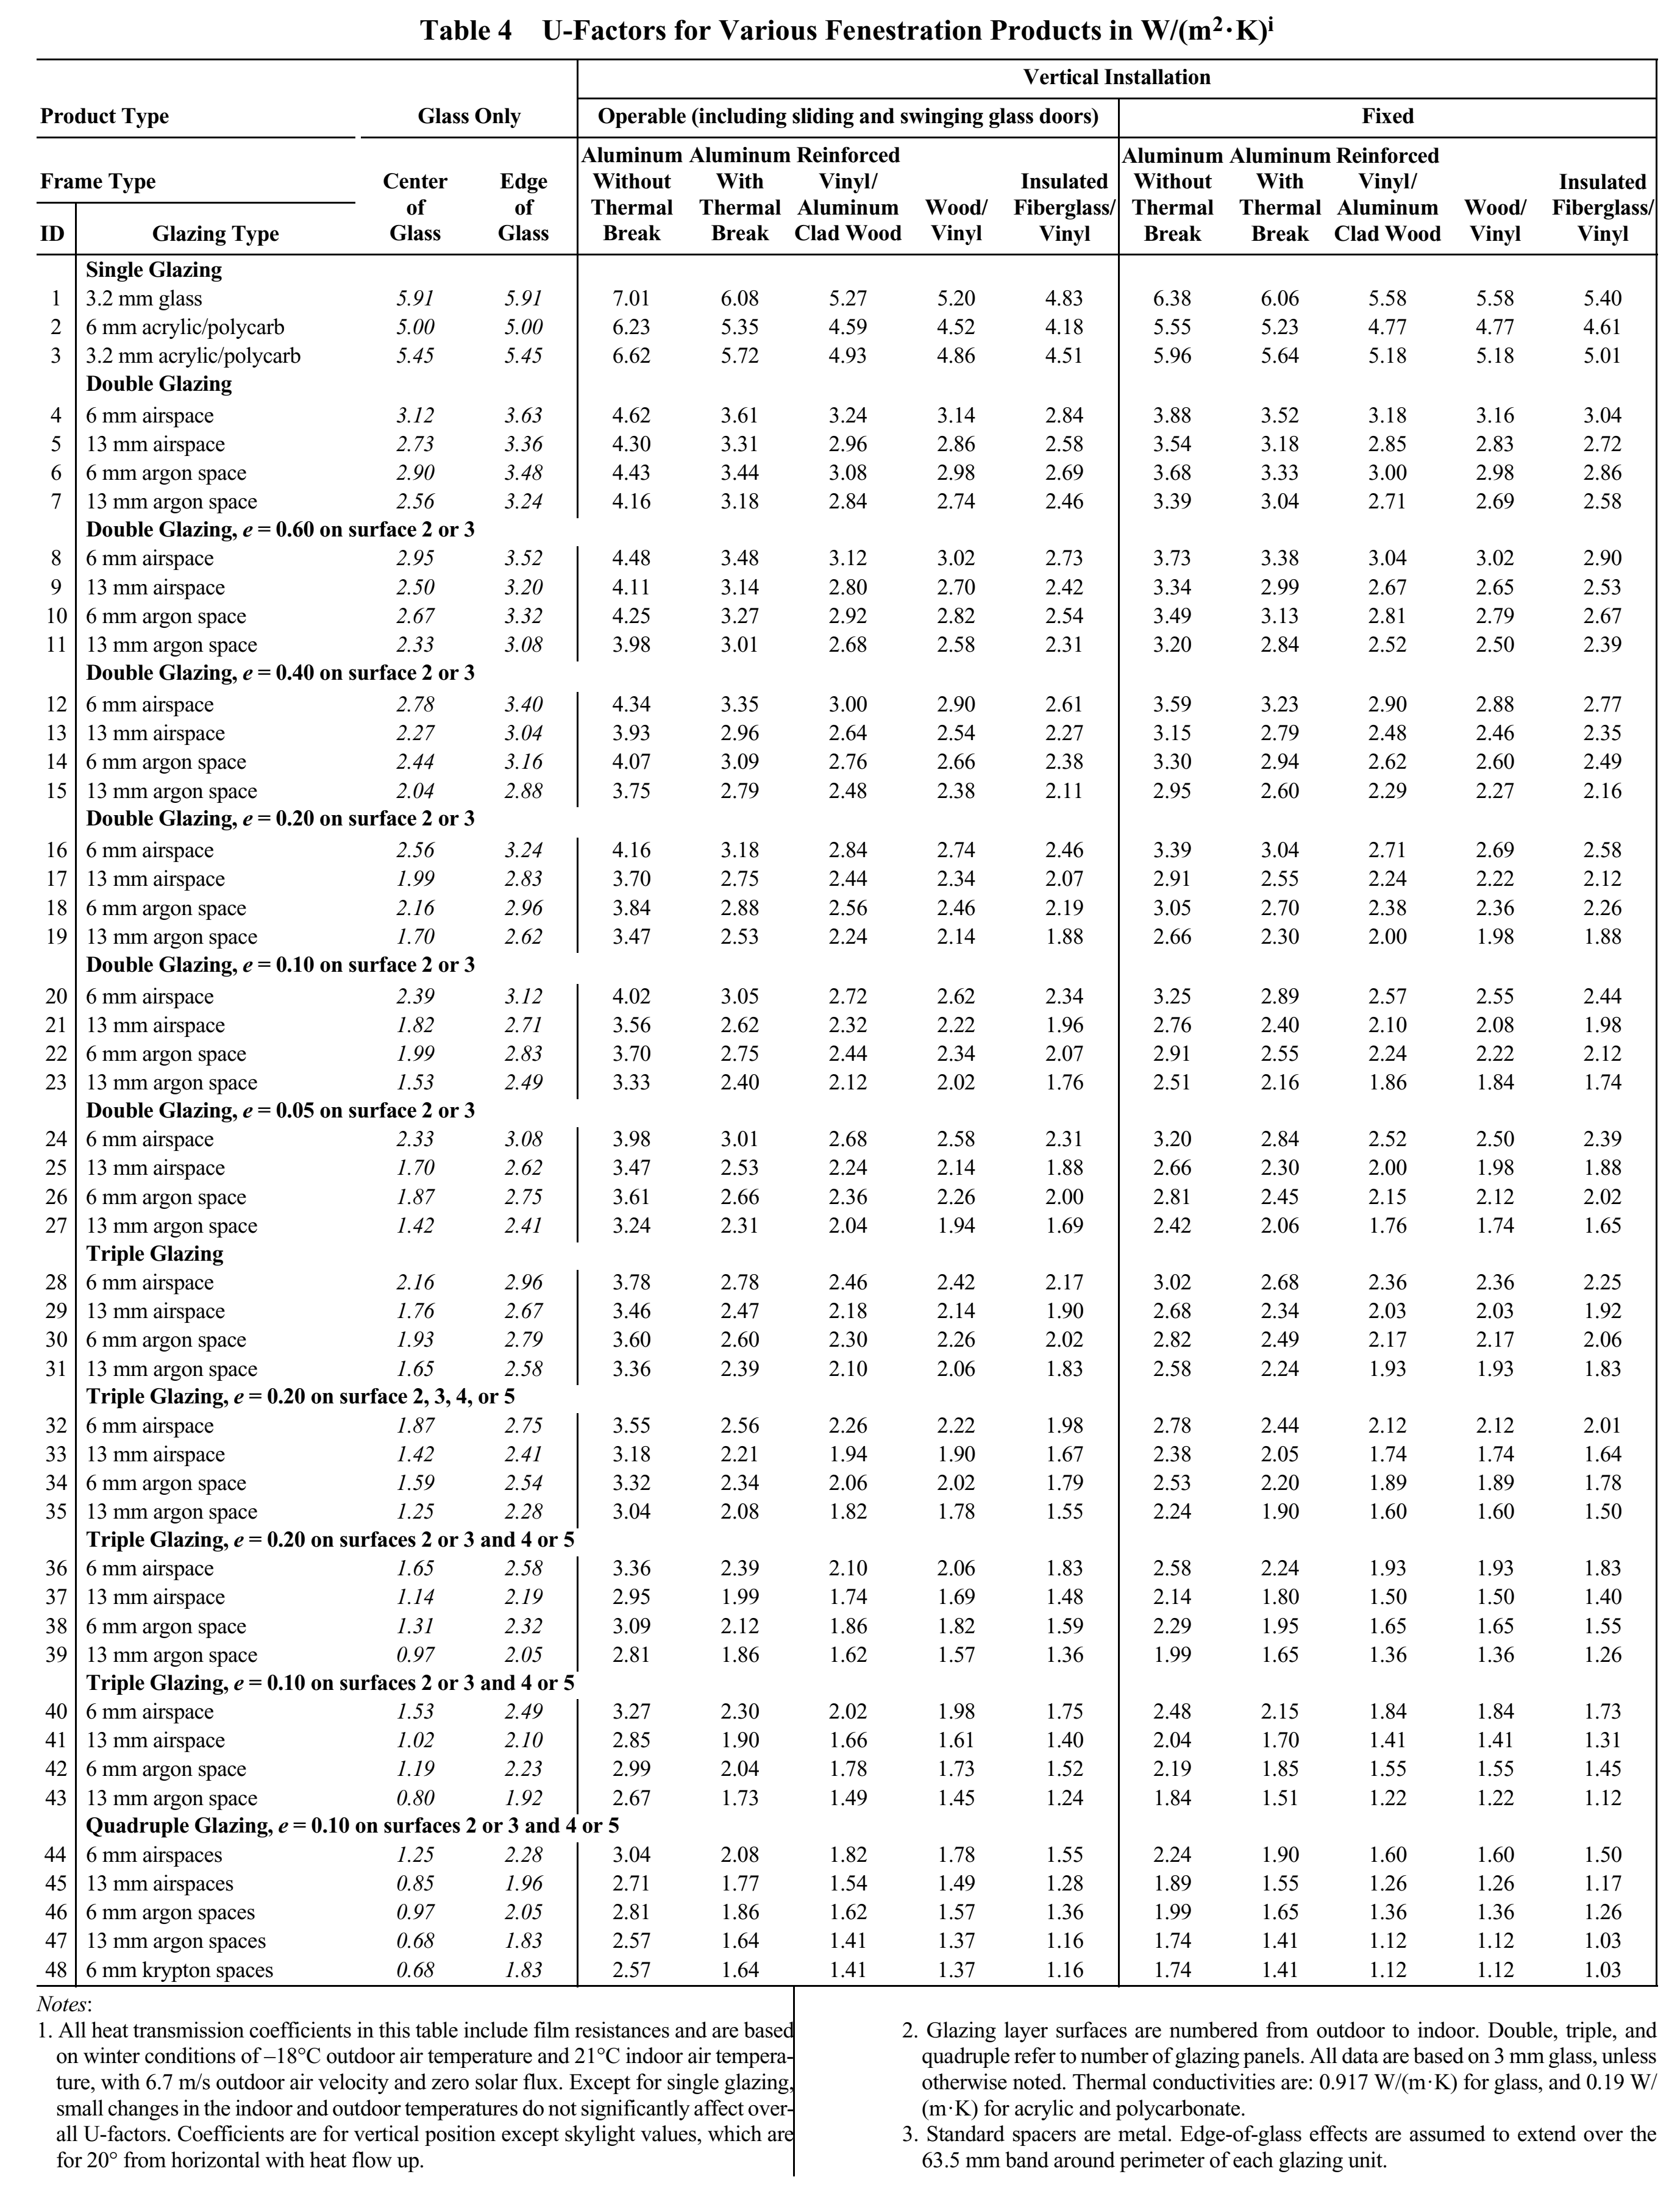 Table 4 U-Factors for Various Fenestration Products in W/(m²·K)ⁱ
Vertical Installation
Product Type Glass Only Operable (including sliding and swinging glass doors) Fixed
Aluminum Aluminum Reinforced Aluminum Aluminum Reinforced
Frame Type Center Edge Without With Vinyl/ Insulated Without With Vinyl/ Insulated
of of Thermal Thermal Aluminum Wood/ Fiberglass/ Thermal Thermal Aluminum Wood/ Fiberglass/
ID Glazing Type Glass Glass Break Break Clad Wood Vinyl Vinyl Break Break Clad Wood Vinyl Vinyl
Single Glazing
1 3.2 mm glass 5.91 5.91 7.01 6.08 5.27 5.20 4.83 6.38 6.06 5.58 5.58 5.40
2 6 mm acrylic/polycarb 5.00 5.00 6.23 5.35 4.59 4.52 4.18 5.55 5.23 4.77 4.77 4.61
3 3.2 mm acrylic/polycarb 5.45 5.45 6.62 5.72 4.93 4.86 4.51 5.96 5.64 5.18 5.18 5.01
Double Glazing
4 6 mm airspace 3.12 3.63 4.62 3.61 3.24 3.14 2.84 3.88 3.52 3.18 3.16 3.04
5 13 mm airspace 2.73 3.36 4.30 3.31 2.96 2.86 2.58 3.54 3.18 2.85 2.83 2.72
6 6 mm argon space 2.90 3.48 4.43 3.44 3.08 2.98 2.69 3.68 3.33 3.00 2.98 2.86
7 13 mm argon space 2.56 3.24 4.16 3.18 2.84 2.74 2.46 3.39 3.04 2.71 2.69 2.58
Double Glazing, e = 0.60 on surface 2 or 3
8 6 mm airspace 2.95 3.52 4.48 3.48 3.12 3.02 2.73 3.73 3.38 3.04 3.02 2.90
9 13 mm airspace 2.50 3.20 4.11 3.14 2.80 2.70 2.42 3.34 2.99 2.67 2.65 2.53
10 6 mm argon space 2.67 3.32 4.25 3.27 2.92 2.82 2.54 3.49 3.13 2.81 2.79 2.67
11 13 mm argon space 2.33 3.08 3.98 3.01 2.68 2.58 2.31 3.20 2.84 2.52 2.50 2.39
Double Glazing, e = 0.40 on surface 2 or 3
12 6 mm airspace 2.78 3.40 4.34 3.35 3.00 2.90 2.61 3.59 3.23 2.90 2.88 2.77
13 13 mm airspace 2.27 3.04 3.93 2.96 2.64 2.54 2.27 3.15 2.79 2.48 2.46 2.35
14 6 mm argon space 2.44 3.16 4.07 3.09 2.76 2.66 2.38 3.30 2.94 2.62 2.60 2.49
15 13 mm argon space 2.04 2.88 3.75 2.79 2.48 2.38 2.11 2.95 2.60 2.29 2.27 2.16
Double Glazing, e = 0.20 on surface 2 or 3
16 6 mm airspace 2.56 3.24 4.16 3.18 2.84 2.74 2.46 3.39 3.04 2.71 2.69 2.58
17 13 mm airspace 1.99 2.83 3.70 2.75 2.44 2.34 2.07 2.91 2.55 2.24 2.22 2.12
18 6 mm argon space 2.16 2.96 3.84 2.88 2.56 2.46 2.19 3.05 2.70 2.38 2.36 2.26
19 13 mm argon space 1.70 2.62 3.47 2.53 2.24 2.14 1.88 2.66 2.30 2.00 1.98 1.88
Double Glazing, e = 0.10 on surface 2 or 3
20 6 mm airspace 2.39 3.12 4.02 3.05 2.72 2.62 2.34 3.25 2.89 2.57 2.55 2.44
21 13 mm airspace 1.82 2.71 3.56 2.62 2.32 2.22 1.96 2.76 2.40 2.10 2.08 1.98
22 6 mm argon space 1.99 2.83 3.70 2.75 2.44 2.34 2.07 2.91 2.55 2.24 2.22 2.12
23 13 mm argon space 1.53 2.49 3.33 2.40 2.12 2.02 1.76 2.51 2.16 1.86 1.84 1.74
Double Glazing, e = 0.05 on surface 2 or 3
24 6 mm airspace 2.33 3.08 3.98 3.01 2.68 2.58 2.31 3.20 2.84 2.52 2.50 2.39
25 13 mm airspace 1.70 2.62 3.47 2.53 2.24 2.14 1.88 2.66 2.30 2.00 1.98 1.88
26 6 mm argon space 1.87 2.75 3.61 2.66 2.36 2.26 2.00 2.81 2.45 2.15 2.12 2.02
27 13 mm argon space 1.42 2.41 3.24 2.31 2.04 1.94 1.69 2.42 2.06 1.76 1.74 1.65
Triple Glazing
28 6 mm airspace 2.16 2.96 3.78 2.78 2.46 2.42 2.17 3.02 2.68 2.36 2.36 2.25
29 13 mm airspace 1.76 2.67 3.46 2.47 2.18 2.14 1.90 2.68 2.34 2.03 2.03 1.92
30 6 mm argon space 1.93 2.79 3.60 2.60 2.30 2.26 2.02 2.82 2.49 2.17 2.17 2.06
31 13 mm argon space 1.65 2.58 3.36 2.39 2.10 2.06 1.83 2.58 2.24 1.93 1.93 1.83
Triple Glazing, e = 0.20 on surface 2, 3, 4, or 5
32 6 mm airspace 1.87 2.75 3.55 2.56 2.26 2.22 1.98 2.78 2.44 2.12 2.12 2.01
33 13 mm airspace 1.42 2.41 3.18 2.21 1.94 1.90 1.67 2.38 2.05 1.74 1.74 1.64
34 6 mm argon space 1.59 2.54 3.32 2.34 2.06 2.02 1.79 2.53 2.20 1.89 1.89 1.78
35 13 mm argon space 1.25 2.28 3.04 2.08 1.82 1.78 1.55 2.24 1.90 1.60 1.60 1.50
Triple Glazing, e = 0.20 on surfaces 2 or 3 and 4 or 5
36 6 mm airspace 1.65 2.58 3.36 2.39 2.10 2.06 1.83 2.58 2.24 1.93 1.93 1.83
37 13 mm airspace 1.14 2.19 2.95 1.99 1.74 1.69 1.48 2.14 1.80 1.50 1.50 1.40
38 6 mm argon space 1.31 2.32 3.09 2.12 1.86 1.82 1.59 2.29 1.95 1.65 1.65 1.55
39 13 mm argon space 0.97 2.05 2.81 1.86 1.62 1.57 1.36 1.99 1.65 1.36 1.36 1.26
Triple Glazing, e = 0.10 on surfaces 2 or 3 and 4 or 5
40 6 mm airspace 1.53 2.49 3.27 2.30 2.02 1.98 1.75 2.48 2.15 1.84 1.84 1.73
41 13 mm airspace 1.02 2.10 2.85 1.90 1.66 1.61 1.40 2.04 1.70 1.41 1.41 1.31
42 6 mm argon space 1.19 2.23 2.99 2.04 1.78 1.73 1.52 2.19 1.85 1.55 1.55 1.45
43 13 mm argon space 0.80 1.92 2.67 1.73 1.49 1.45 1.24 1.84 1.51 1.22 1.22 1.12
Quadruple Glazing, e = 0.10 on surfaces 2 or 3 and 4 or 5
44 6 mm airspaces 1.25 2.28 3.04 2.08 1.82 1.78 1.55 2.24 1.90 1.60 1.60 1.50
45 13 mm airspaces 0.85 1.96 2.71 1.77 1.54 1.49 1.28 1.89 1.55 1.26 1.26 1.17
46 6 mm argon spaces 0.97 2.05 2.81 1.86 1.62 1.57 1.36 1.99 1.65 1.36 1.36 1.26
47 13 mm argon spaces 0.68 1.83 2.57 1.64 1.41 1.37 1.16 1.74 1.41 1.12 1.12 1.03
48 6 mm krypton spaces 0.68 1.83 2.57 1.64 1.41 1.37 1.16 1.74 1.41 1.12 1.12 1.03
Notes:
1. All heat transmission coefficients in this table include film resistances and are based
on winter conditions of –18°C outdoor air temperature and 21°C indoor air tempera-
ture, with 6.7 m/s outdoor air velocity and zero solar flux. Except for single glazing,
small changes in the indoor and outdoor temperatures do not significantly affect over-
all U-factors. Coefficients are for vertical position except skylight values, which are
for 20° from horizontal with heat flow up.
2. Glazing layer surfaces are numbered from outdoor to indoor. Double, triple, and
quadruple refer to number of glazing panels. All data are based on 3 mm glass, unless
otherwise noted. Thermal conductivities are: 0.917 W/(m·K) for glass, and 0.19 W/
(m·K) for acrylic and polycarbonate.
3. Standard spacers are metal. Edge-of-glass effects are assumed to extend over the
63.5 mm band around perimeter of each glazing unit.